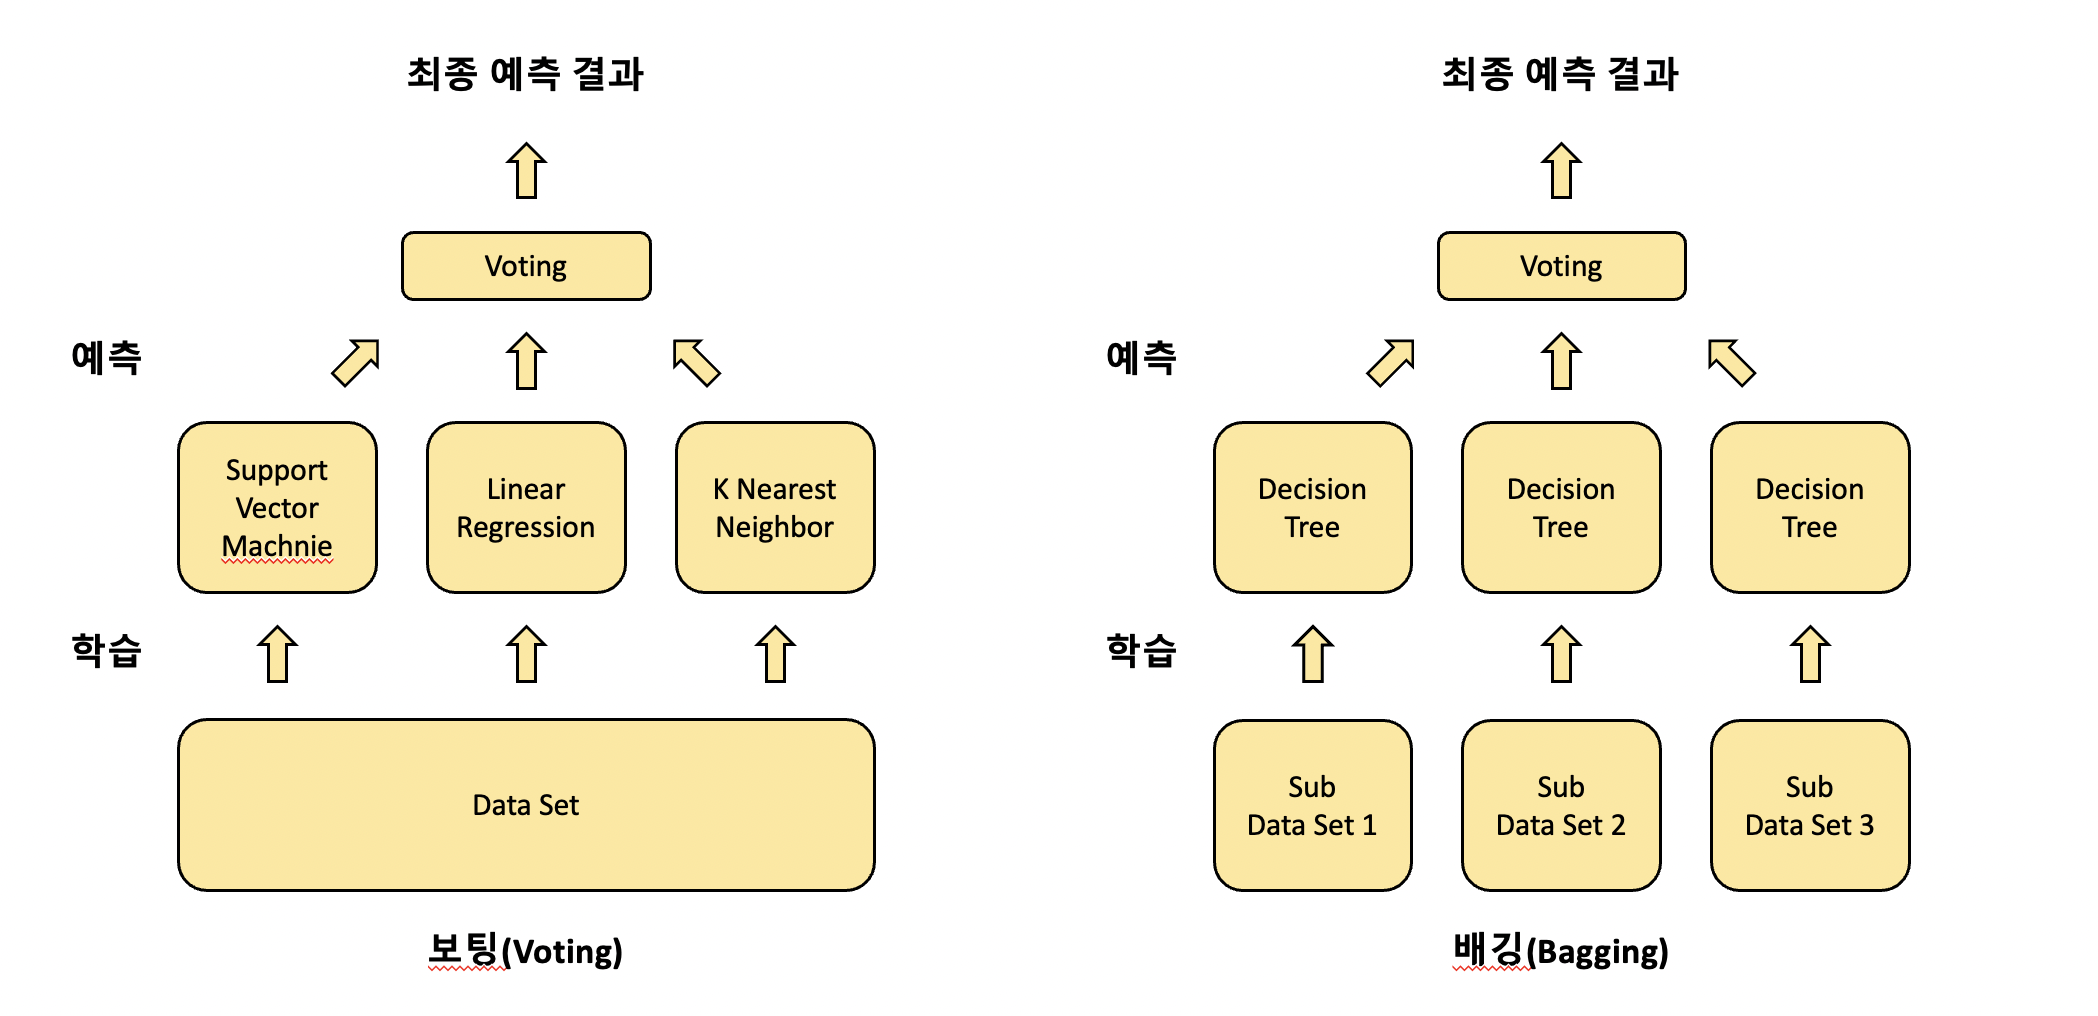 최종 예측 결과
Voting
예측
Support
Vector
Machnie
Linear
Regression
K Nearest
Neighbor
학습
Data Set
보팅(Voting)
최종 예측 결과
Voting
예측
Decision
Tree
Decision
Tree
Decision
Tree
학습
Sub
Data Set 1
Sub
Data Set 2
Sub
Data Set 3
배깅(Bagging)